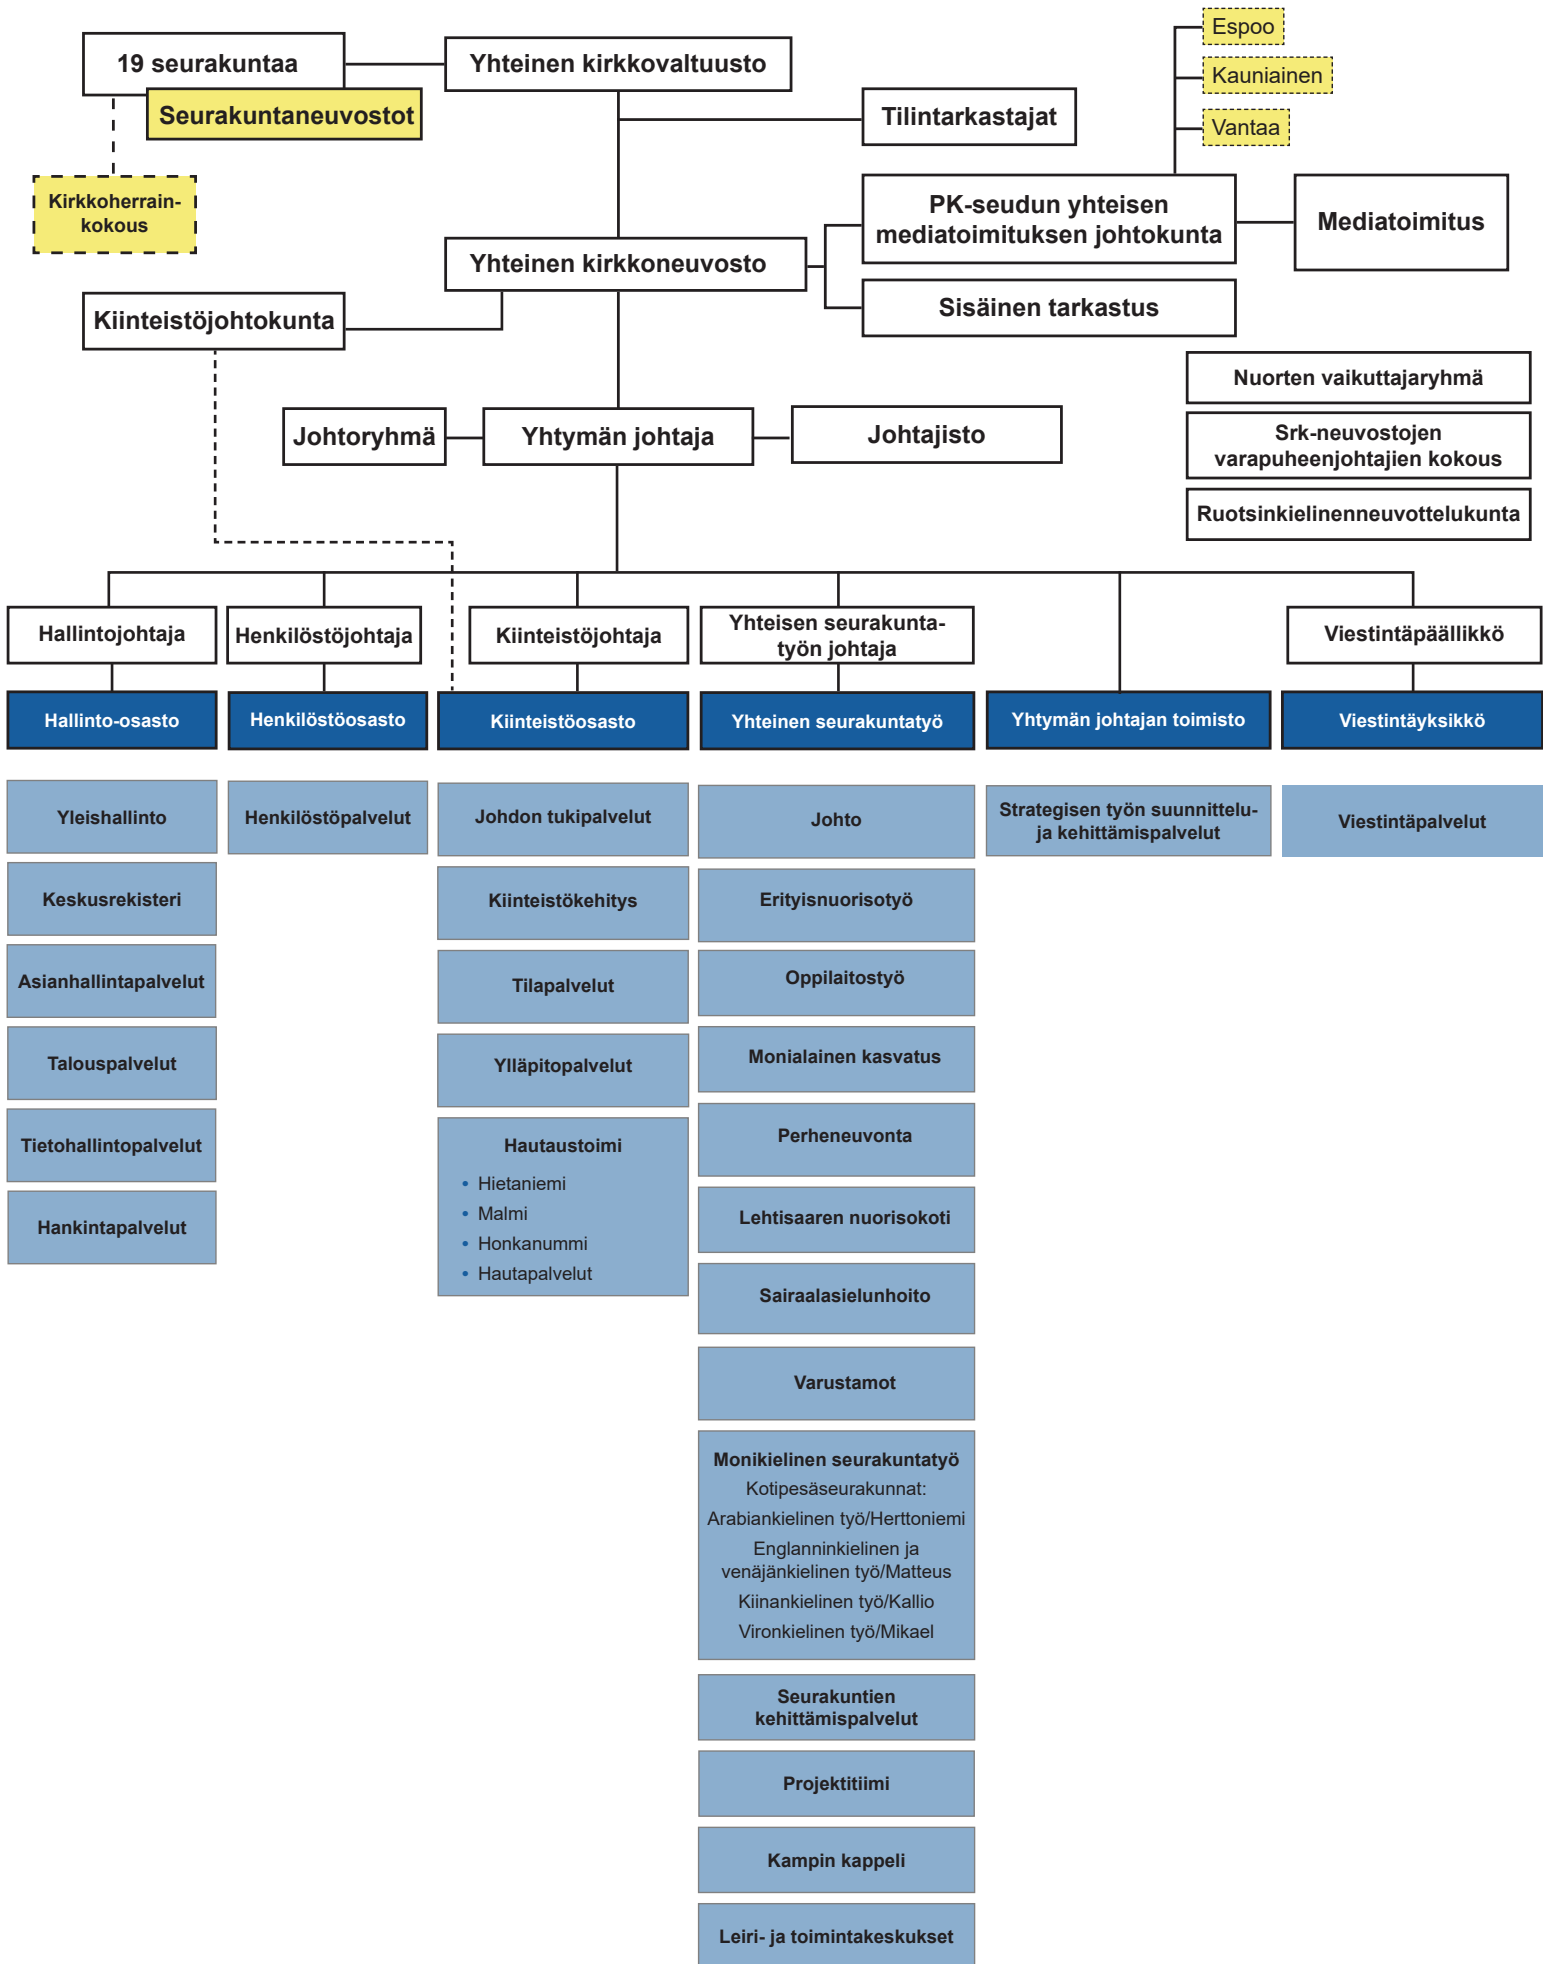 19 seurakuntaa
Seurakuntaneuvostot
Kirkkoherrain-
kokous
Yhteinen kirkkovaltuusto
Tilintarkastajat
Espoo
Kauniainen
Vantaa
PK-seudun yhteisen
mediatoimituksen johtokunta
Mediatoimitus
Yhteinen kirkkoneuvosto
Sisäinen tarkastus
Kiinteistöjohtokunta
Nuorten vaikuttajaryhmä
Srk-neuvostojen
varapuheenjohtajien kokous
Ruotsinkielinenneuvottelukunta
Johtoryhmä
Yhtymän johtaja
Johtajisto
Hallintojohtaja
Henkilöstöjohtaja
Kiinteistöjohtaja
Yhteisen seurakunta-
työn johtaja
Viestintäpäällikkö
Hallinto-osasto
Henkilöstöosasto
Kiinteistöosasto
Yhteinen seurakuntatyö
Yhtymän johtajan toimisto
Viestintäyksikkö
Yleishallinto
Keskusrekisteri
Asianhallintapalvelut
Talouspalvelut
Tietohallintopalvelut
Hankintapalvelut
Henkilöstöpalvelut
Johdon tukipalvelut
Kiinteistökehitys
Tilapalvelut
Ylläpitopalvelut
Hautaustoimi
• Hietaniemi
• Malmi
• Honkanummi
• Hautapalvelut
Johto
Erityisnuorisotyö
Oppilaitostyö
Monialainen kasvatus
Perheneuvonta
Lehtisaaren nuorisokoti
Sairaalasielunhoito
Varustamot
Monikielinen seurakuntatyö
Kotipesäseurakunnat:
Arabiankielinen työ/Herttoniemi
Englanninkielinen ja
venäjänkielinen työ/Matteus
Kiinankielinen työ/Kallio
Vironkielinen työ/Mikael
Seurakuntien
kehittämispalvelut
Projektitiimi
Kampin kappeli
Leiri- ja toimintakeskukset
Strategisen työn suunnittelu-
ja kehittämispalvelut
Viestintäpalvelut